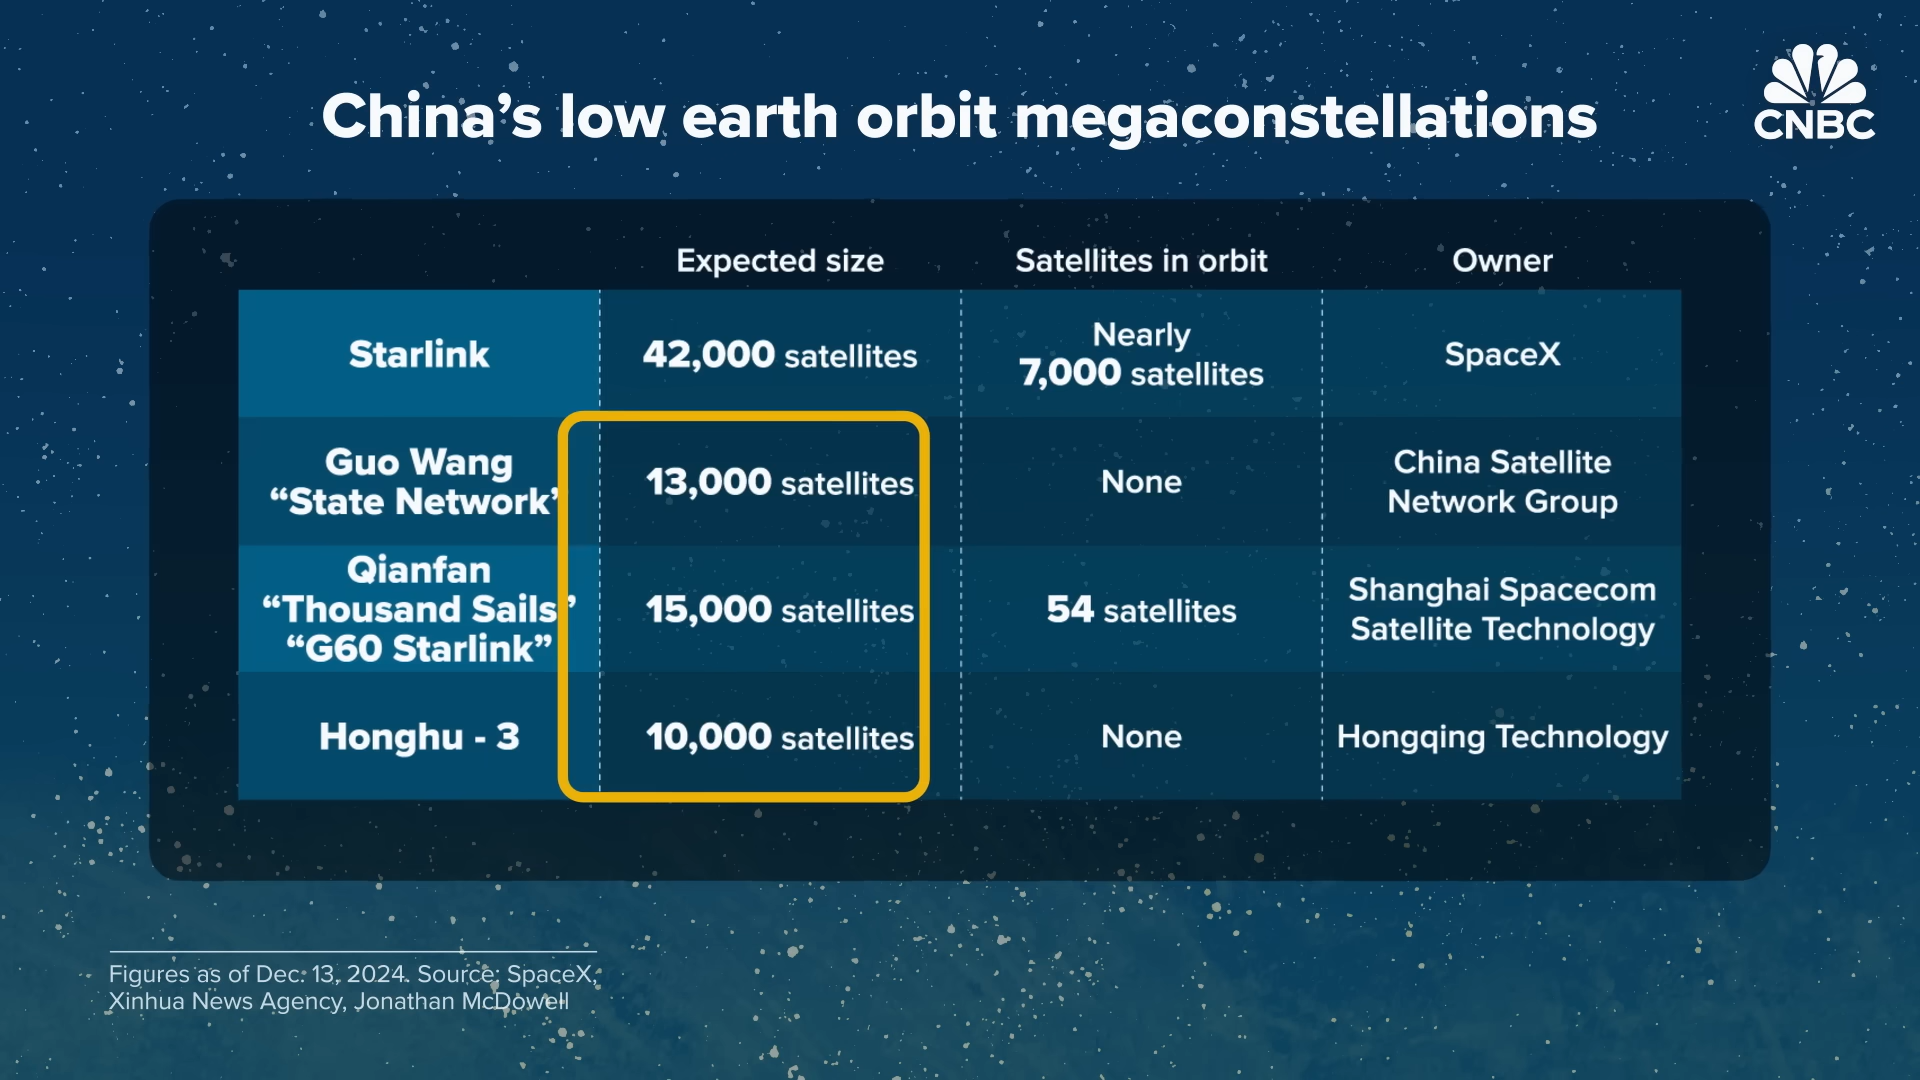 China’s low earth orbit megaconstellations
CNBC
Expected size
Satellites in orbit
Owner
Starlink
42,000 satellites
Nearly
7,000 satellites
SpaceX
Guo Wang
“State Network”
13,000 satellites
None
China Satellite
Network Group
Qianfan
“Thousand Sails”
“G60 Starlink”
15,000 satellites
54 satellites
Shanghai Spacecom
Satellite Technology
Honghu - 3
10,000 satellites
None
Hongqing Technology
Figures as of Dec. 13, 2024. Source: SpaceX,
Xinhua News Agency, Jonathan McDowell